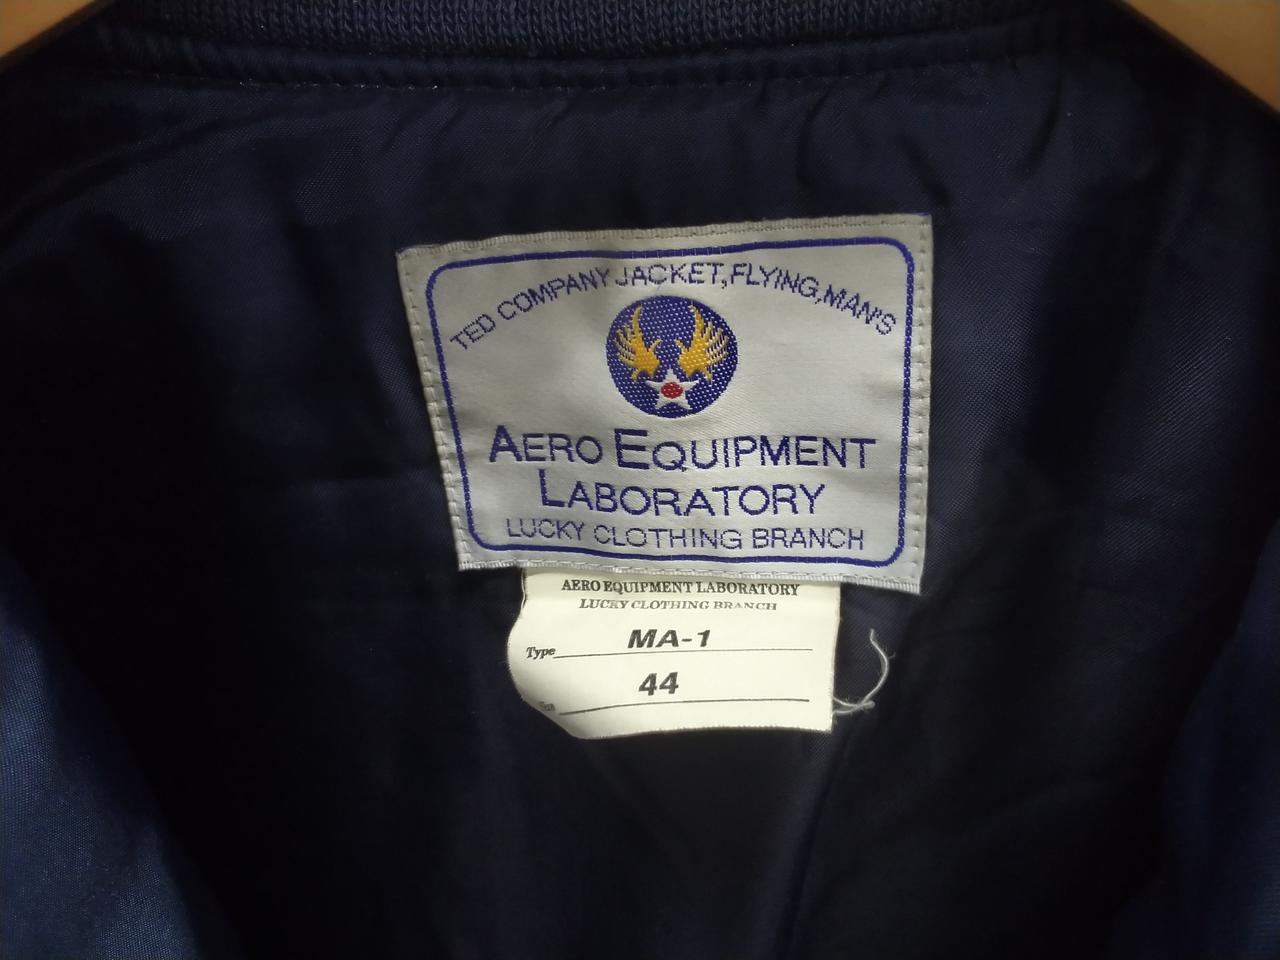 TED COMPANY JACKET, FLYING, MAN'S
AERO EQUIPMENT
LABORATORY
LUCKY CLOTHING BRANCH
AERO EQUIPMENT LABORATORY
LUCKY CLOTHING BRANCH
Type MA-1
Size 44